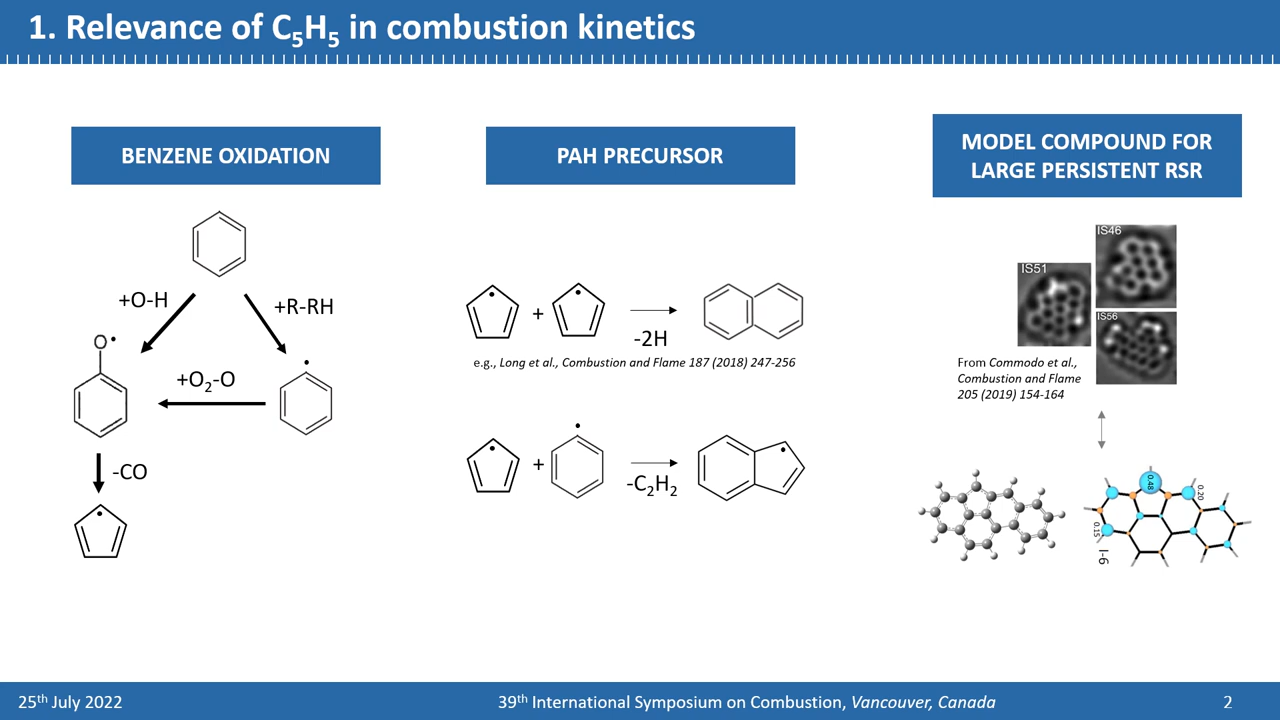 1. Relevance of C5H5 in combustion kinetics
BENZENE OXIDATION
+O-H
+R-RH
O•
+O2-O
-CO
PAH PRECURSOR
+
-2H
e.g., Long et al., Combustion and Flame 187 (2018) 247-256
+
-C2H2
MODEL COMPOUND FOR
LARGE PERSISTENT RSR
IS46
IS51
IS56
From Commodo et al.,
Combustion and Flame
205 (2019) 154-164
0.48
0.20
0.15
I-6
25th July 2022
39th International Symposium on Combustion, Vancouver, Canada
2